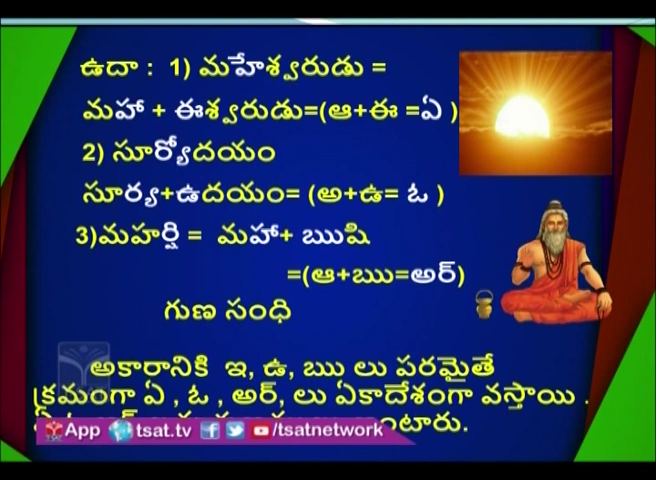 ఉదా : 1) మహేశ్వరుడు =
మహా + ఈశ్వరుడు=(ఆ+ఈ =ఏ )
2) సూర్యోదయం
సూర్య+ఉదయం= (అ+ఉ= ఓ )
3)మహర్షి = మహా+ ఋషి
=(ఆ+ఋ=అర్)
గుణ సంధి
అకారానికి ఇ, ఉ, ఋ లు పరమైతే
క్రమంగా ఏ , ఓ , అర్, లు ఏకాదేశంగా వస్తాయి .
App tsat.tv /tsatnetwork